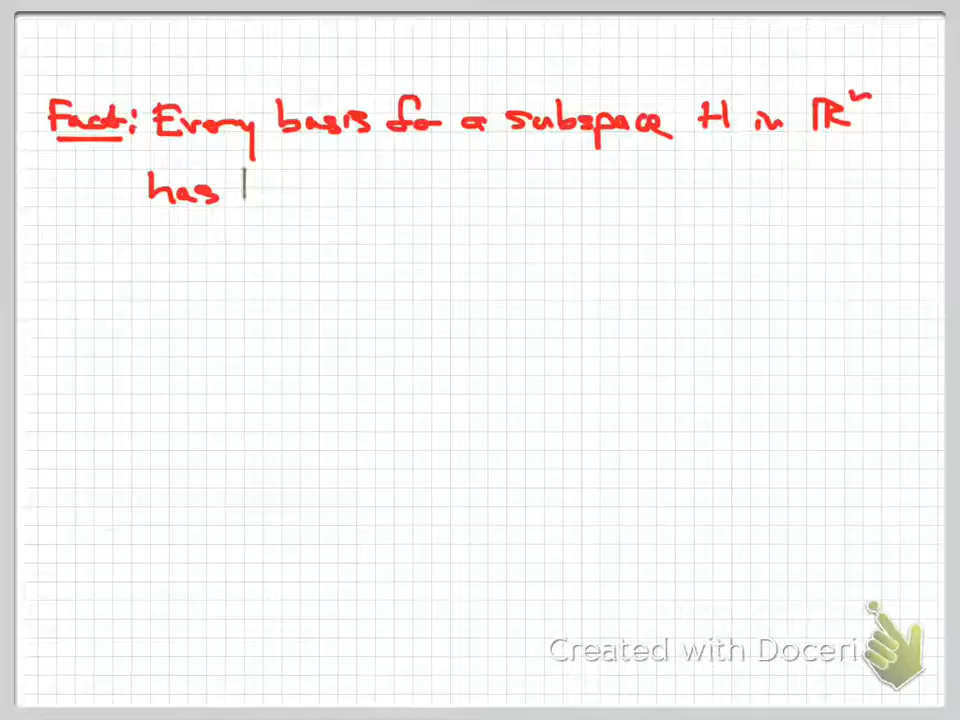 Fact: Every basis for a subspace H in ℝⁿ
has
Created with Doceri